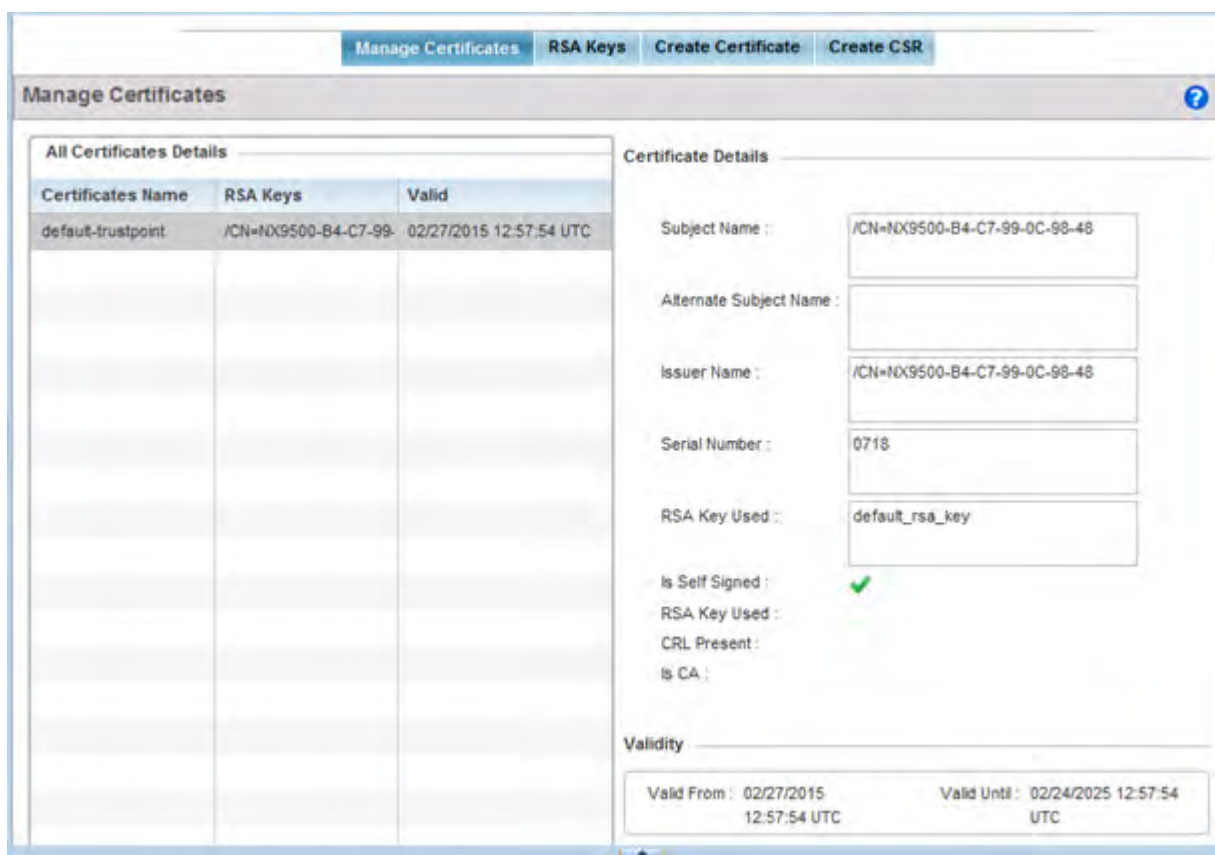 Manage Certificates RSA Keys Create Certificate Create CSR
Manage Certificates ?
All Certificates Details
Certificates Name RSA Keys Valid
default-trustpoint /CN=NX9500-B4-C7-99- 02/27/2015 12:57:54 UTC
Certificate Details
Subject Name : /CN=NX9500-B4-C7-99-0C-98-48
Alternate Subject Name :
Issuer Name : /CN=NX9500-B4-C7-99-0C-98-48
Serial Number : 0718
RSA Key Used : default_rsa_key
Is Self Signed :
RSA Key Used :
CRL Present :
Is CA :
Validity
Valid From : 02/27/2015 Valid Until : 02/24/2025 12:57:54
12:57:54 UTC UTC